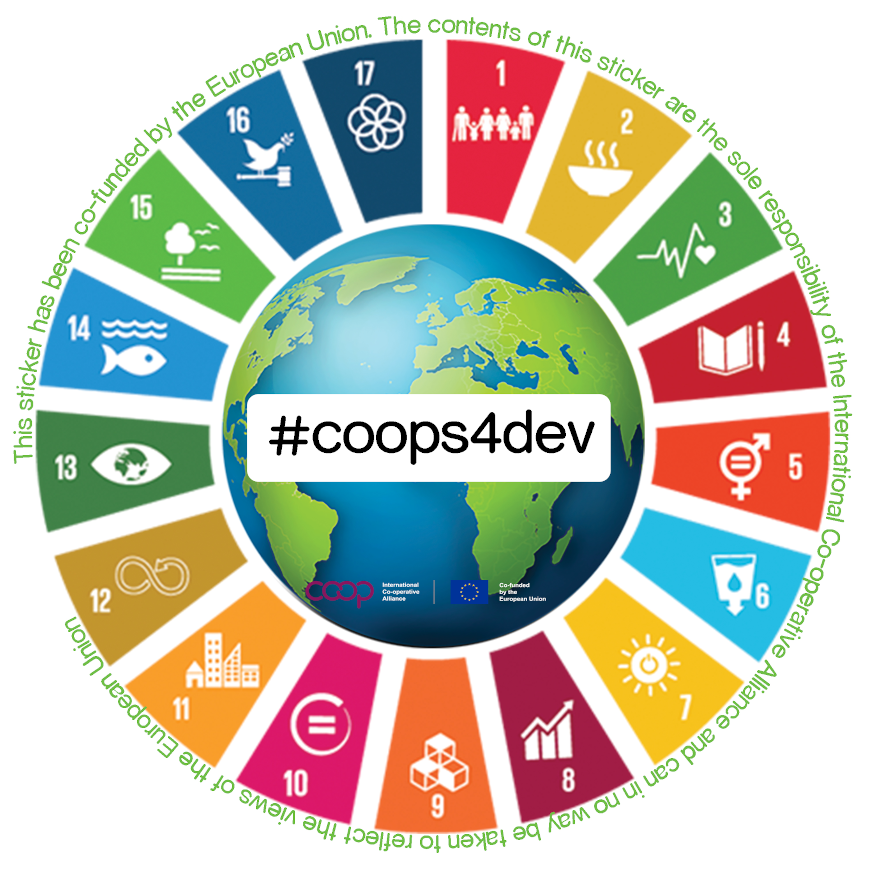 This sticker has been co-funded by the European Union. The contents of this sticker are the sole responsibility of the International Co-operative Alliance and can in no way be taken to reflect the views of the European Union
1
2
3
4
5
6
7
8
9
10
11
12
13
14
15
16
17
#coops4dev
coop
International
Co-operative
Alliance
Co-funded
by the
European Union